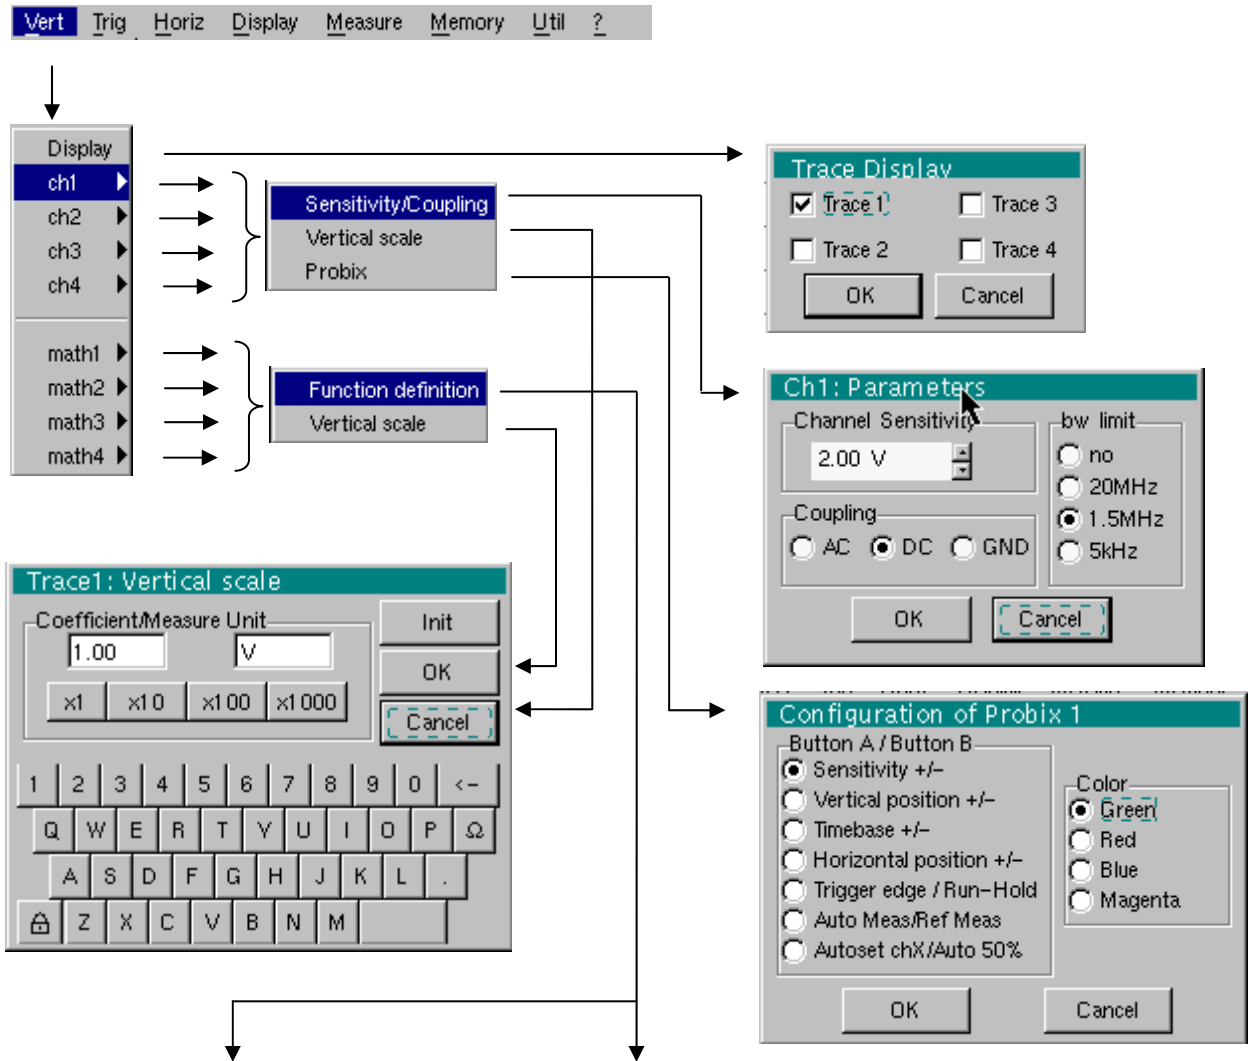 Vert Trig Horiz Display Measure Memory Util ?
Display
ch1
ch2
ch3
ch4
math1
math2
math3
math4
Sensitivity/Coupling
Vertical scale
Probix
Function definition
Vertical scale
Trace Display
Trace 1 Trace 3
Trace 2 Trace 4
OK Cancel
Ch1: Parameters
Channel Sensitivity
2.00 V
Coupling
AC DC GND
bw limit
no
20MHz
1.5MHz
5kHz
OK Cancel
Trace1: Vertical scale
Coefficient/Measure Unit
1.00 V
x1 x10 x100 x1000
Init
OK
Cancel
1 2 3 4 5 6 7 8 9 0 <-
Q W E R T Y U I O P Ω
A S D F G H J K L .
Z X C V B N M
Configuration of Probix 1
Button A / Button B
Sensitivity +/-
Vertical position +/-
Timebase +/-
Horizontal position +/-
Trigger edge / Run-Hold
Auto Meas/Ref Meas
Autoset chX/Auto 50%
Color
Green
Red
Blue
Magenta
OK Cancel